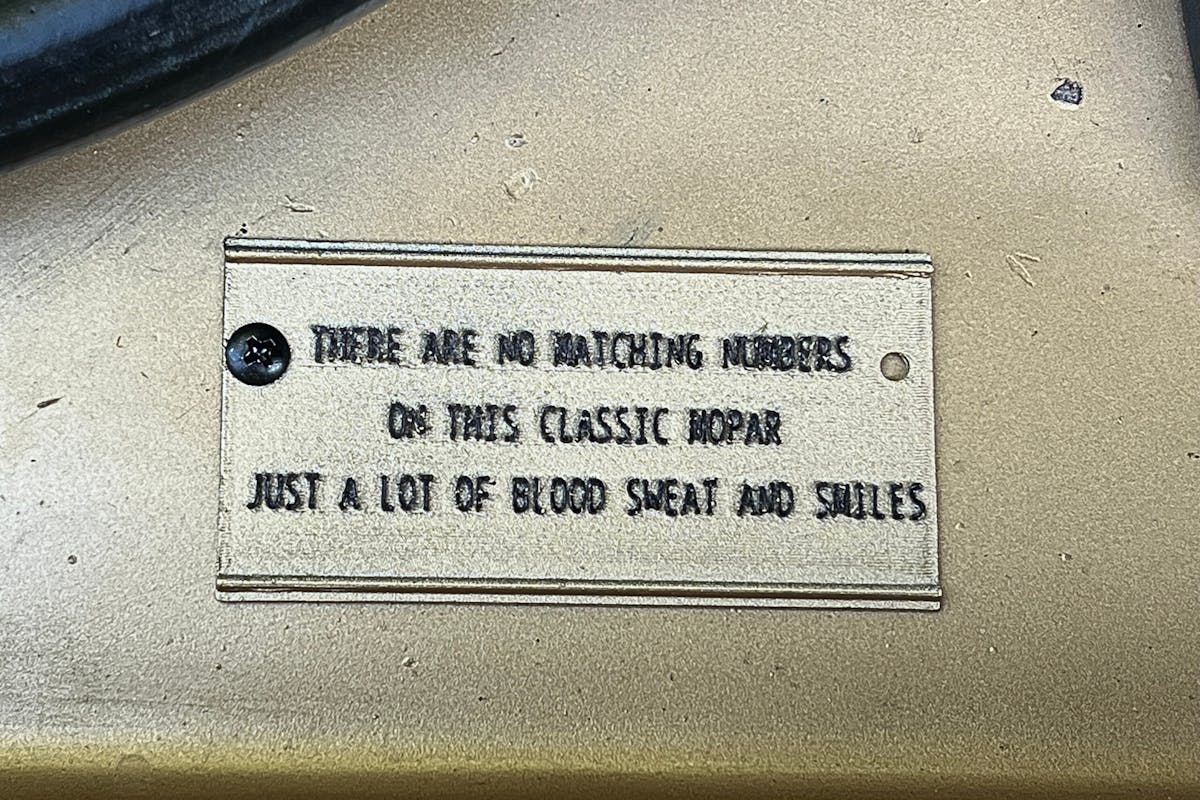 THERE ARE NO MATCHING NUMBERS
ON THIS CLASSIC MOPAR
JUST A LOT OF BLOOD SWEAT AND SMILES